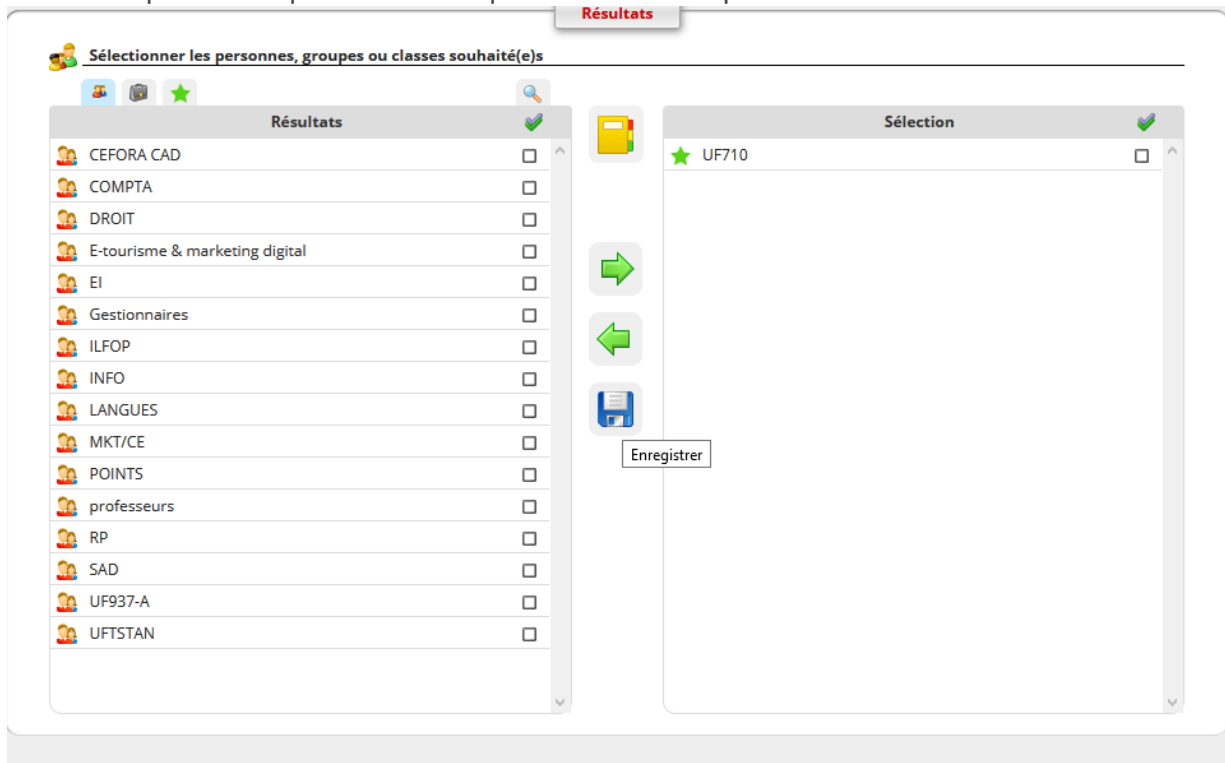 Résultats
Sélectionner les personnes, groupes ou classes souhaité(e)s
Résultats
Sélection
CEFORA CAD
UF710
COMPTA
DROIT
E-tourisme & marketing digital
EI
Gestionnaires
ILFOP
INFO
LANGUES
MKT/CE
Enregistrer
POINTS
professeurs
RP
SAD
UF937-A
UFTSTAN